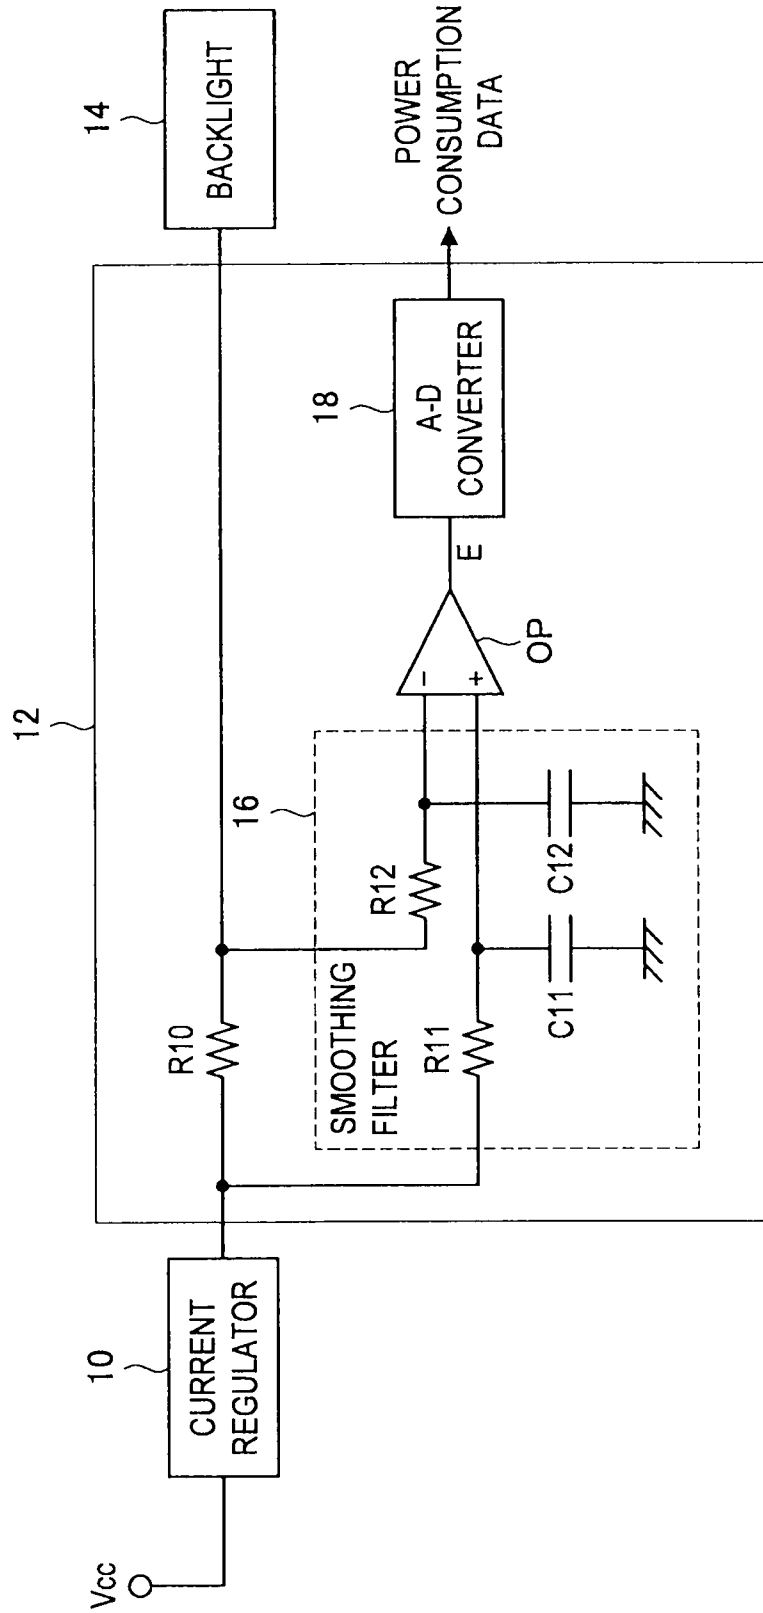 Vcc
10
CURRENT
REGULATOR
12
R10
14
BACKLIGHT
SMOOTHING
FILTER
16
R12
R11
C11
C12
-
+
OP
E
18
A-D
CONVERTER
POWER
CONSUMPTION
DATA